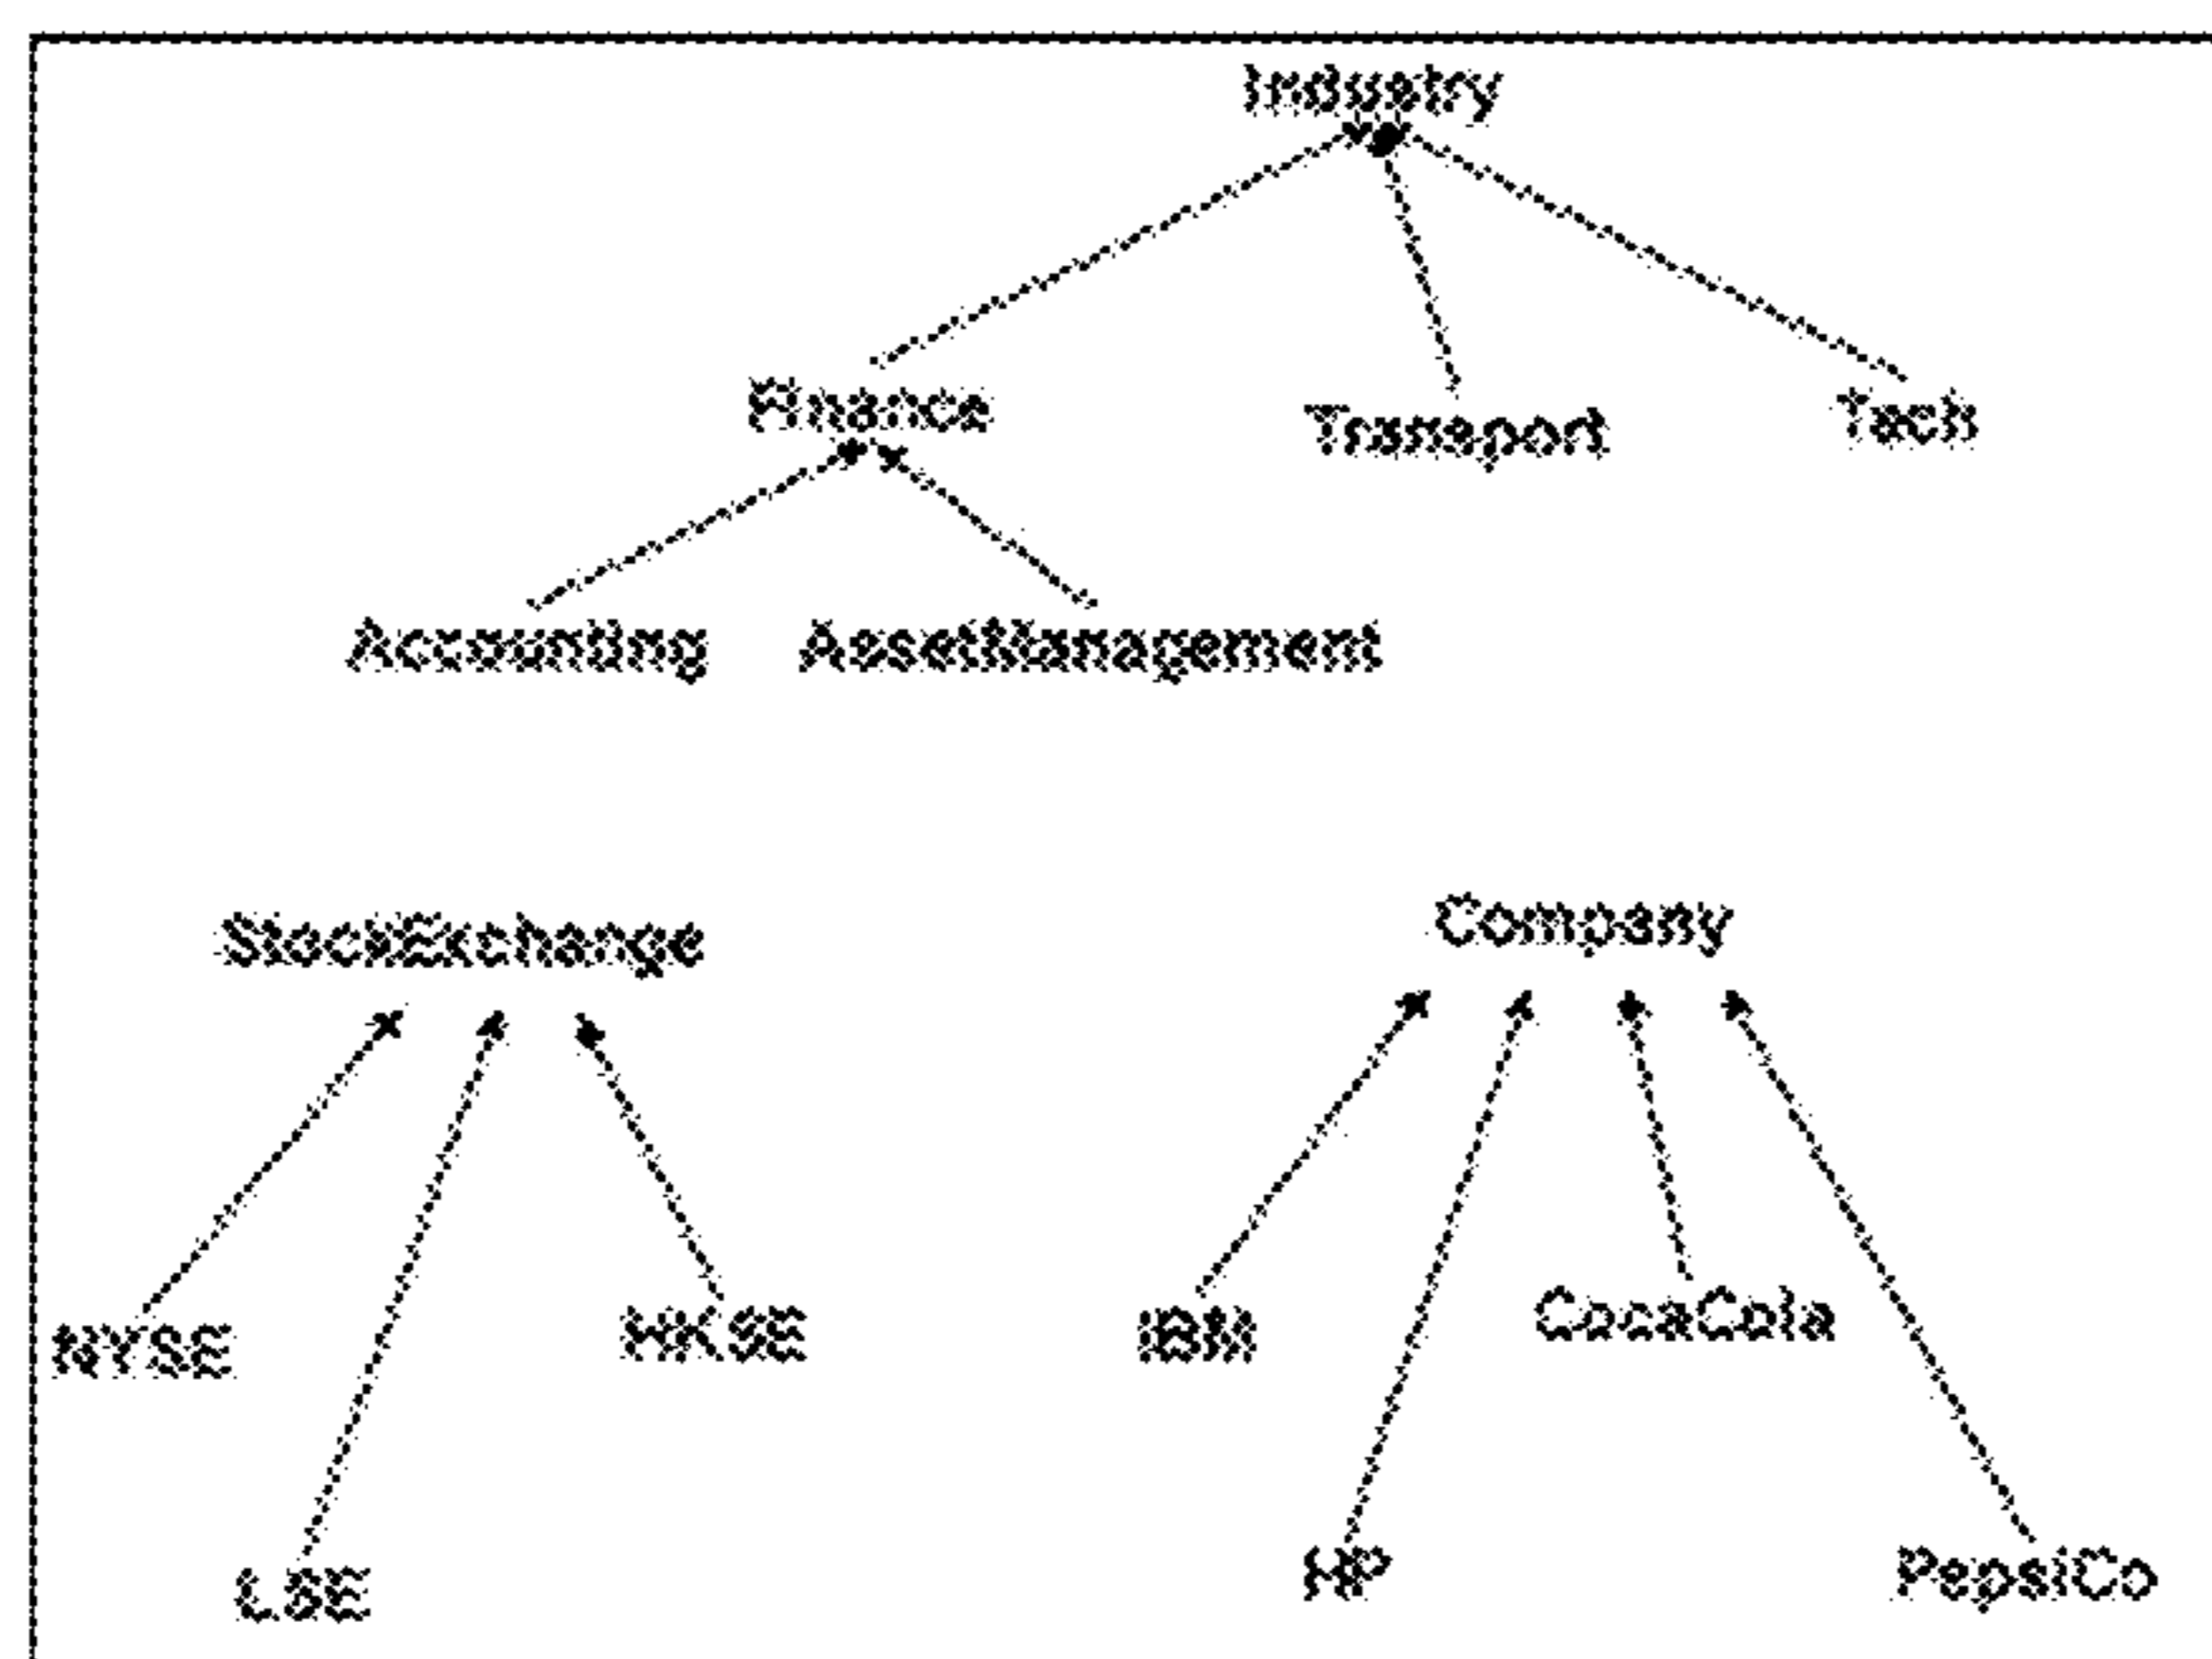 Industry
Finance Transport Tech
Accounting AssetManagement
StockExchange Company
NYSE HKSE IBM CocaCola
LSE HP PepsiCo